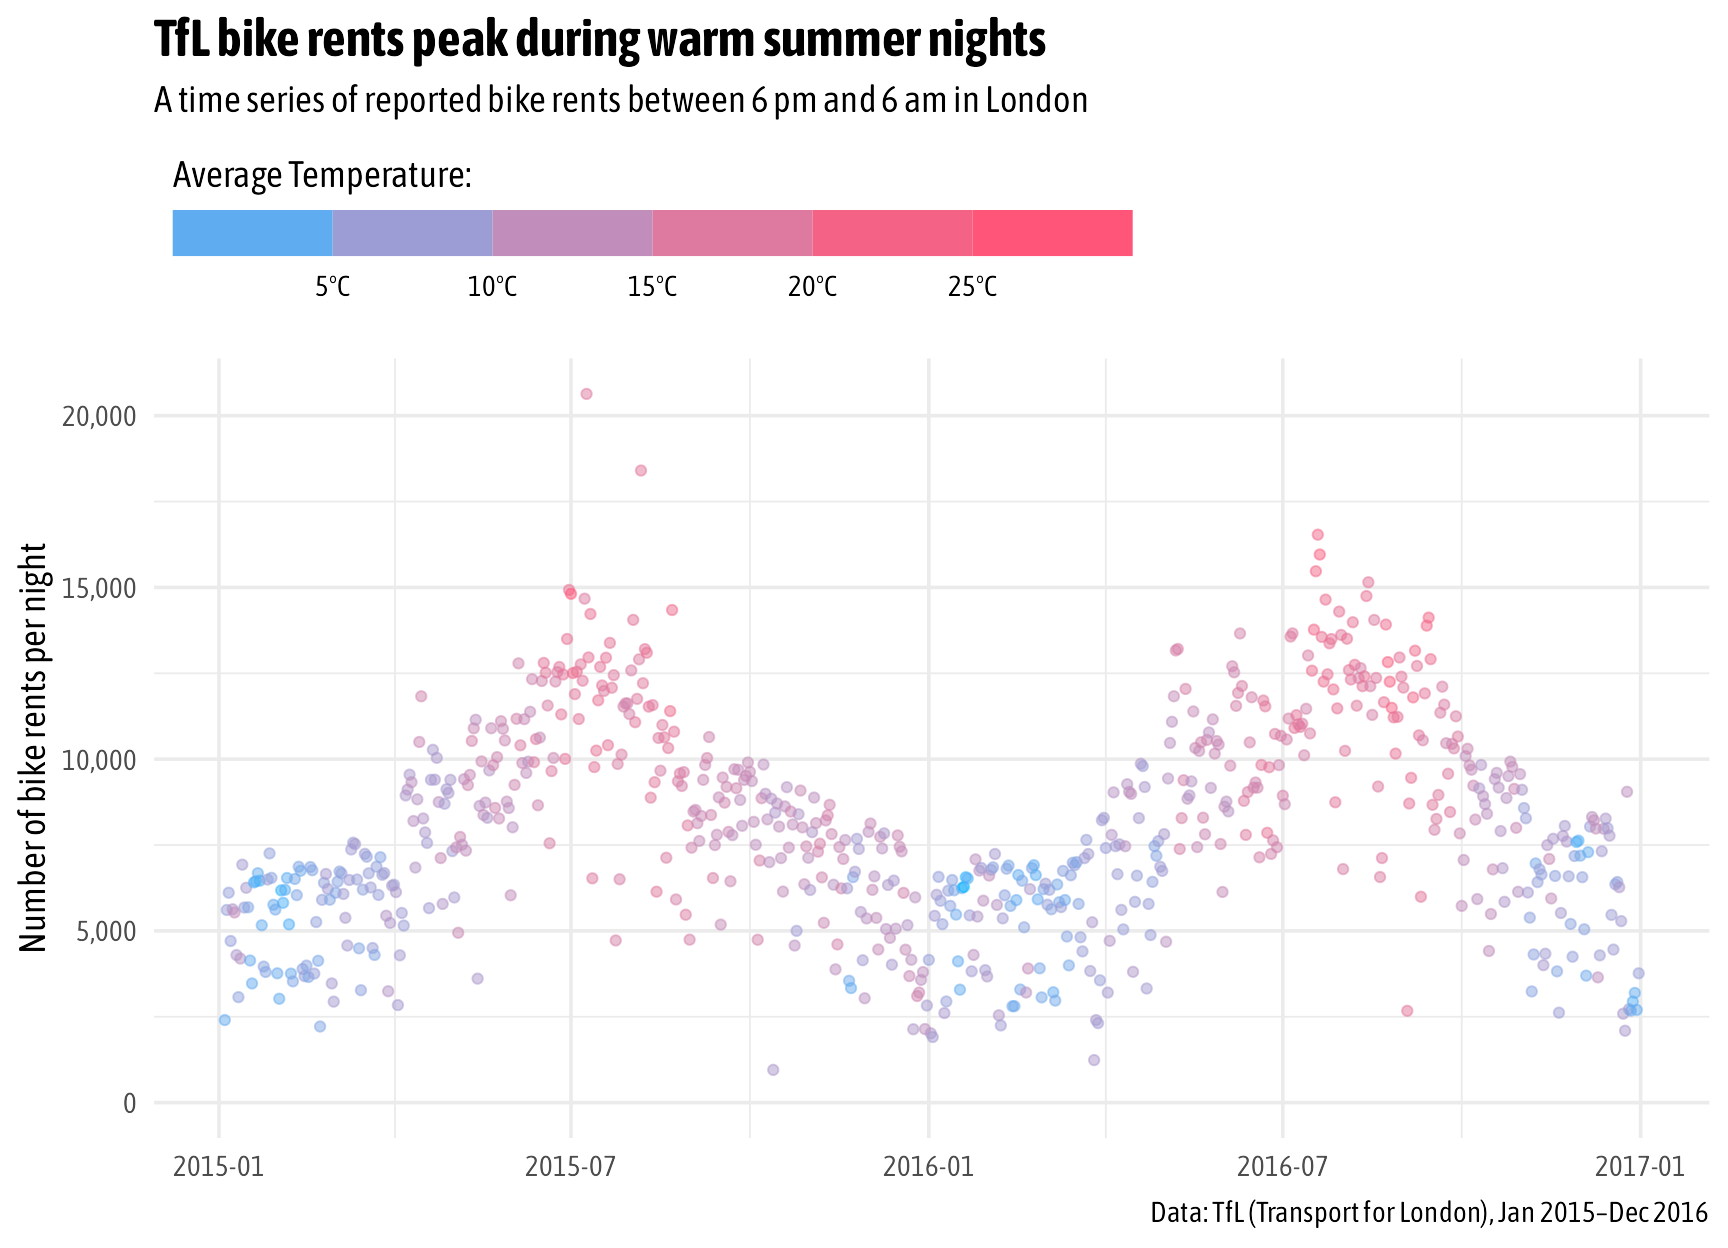 TfL bike rents peak during warm summer nights
A time series of reported bike rents between 6 pm and 6 am in London
Average Temperature:
5°C 10°C 15°C 20°C 25°C
Number of bike rents per night
20,000
15,000
10,000
5,000
0
2015-01 2015-07 2016-01 2016-07 2017-01
Data: TfL (Transport for London), Jan 2015–Dec 2016